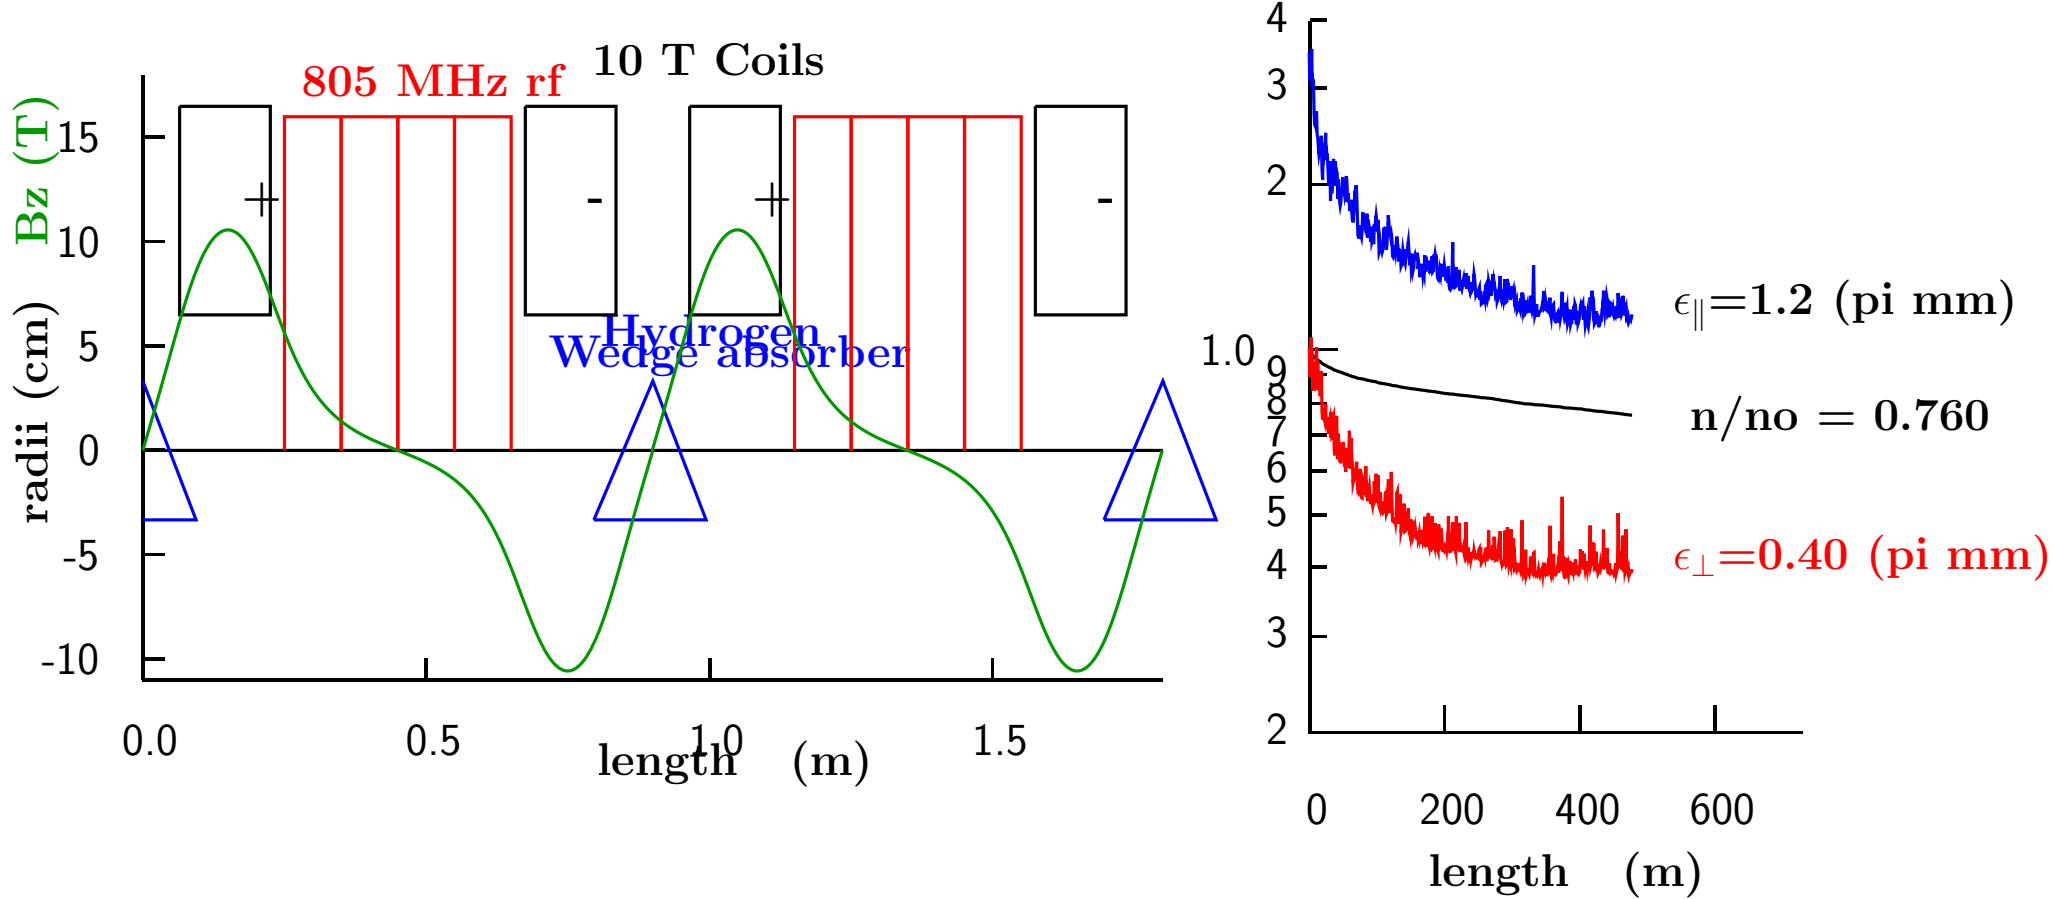 10 T Coils
805 MHz rf
Bz (T)
radii (cm)
15
10
5
0
-5
-10
+
-
+
-
Hydrogen
Wedge absorber
0.0
0.5
1.0
1.5
length (m)
4
3
2
1.0
9
8
7
6
5
4
3
2
ϵ∥=1.2 (pi mm)
n/no = 0.760
ϵ⊥=0.40 (pi mm)
0
200
400
600
length (m)